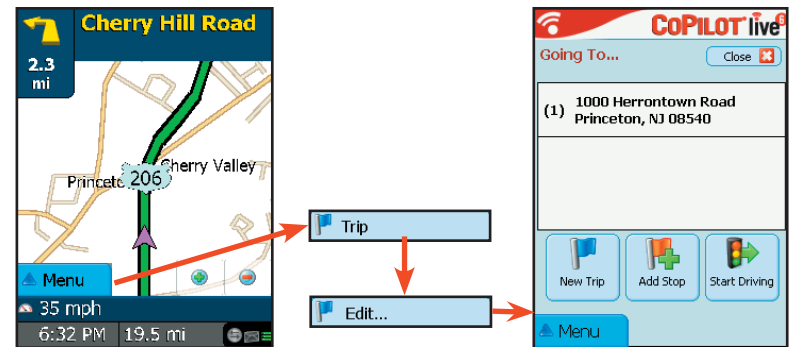 Cherry Hill Road
2.3
mi
Cherry Valley
Princet
206
Menu
35 mph
6:32 PM 19.5 mi
Trip
Edit...
CoPILOT live 6
Going To...
Close
(1) 1000 Herrontown Road
Princeton, NJ 08540
New Trip
Add Stop
Start Driving
Menu